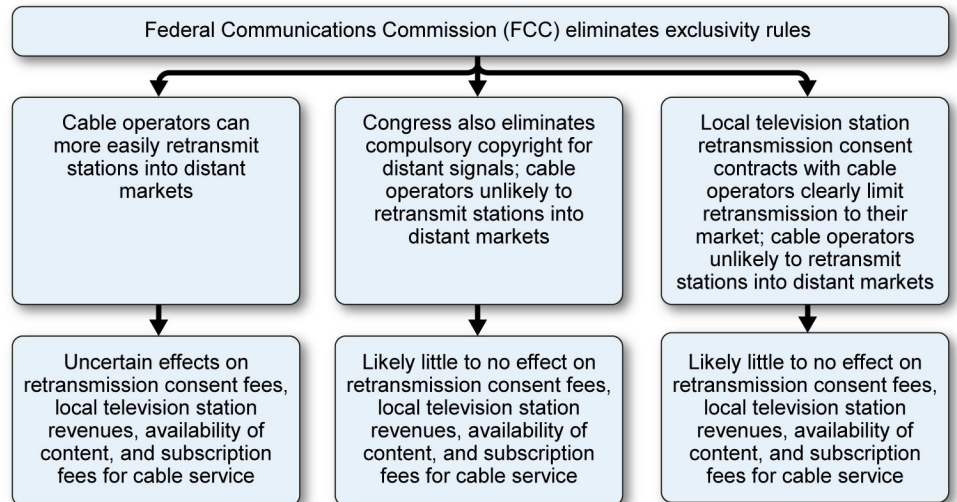 Federal Communications Commission (FCC) eliminates exclusivity rules
Cable operators can
more easily retransmit
stations into distant
markets
Congress also eliminates
compulsory copyright for
distant signals; cable
operators unlikely to
retransmit stations into
distant markets
Local television station
retransmission consent
contracts with cable
operators clearly limit
retransmission to their
market; cable operators
unlikely to retransmit
stations into distant markets
Uncertain effects on
retransmission consent fees,
local television station
revenues, availability of
content, and subscription
fees for cable service
Likely little to no effect on
retransmission consent fees,
local television station
revenues, availability of
content, and subscription
fees for cable service
Likely little to no effect on
retransmission consent fees,
local television station
revenues, availability of
content, and subscription
fees for cable service